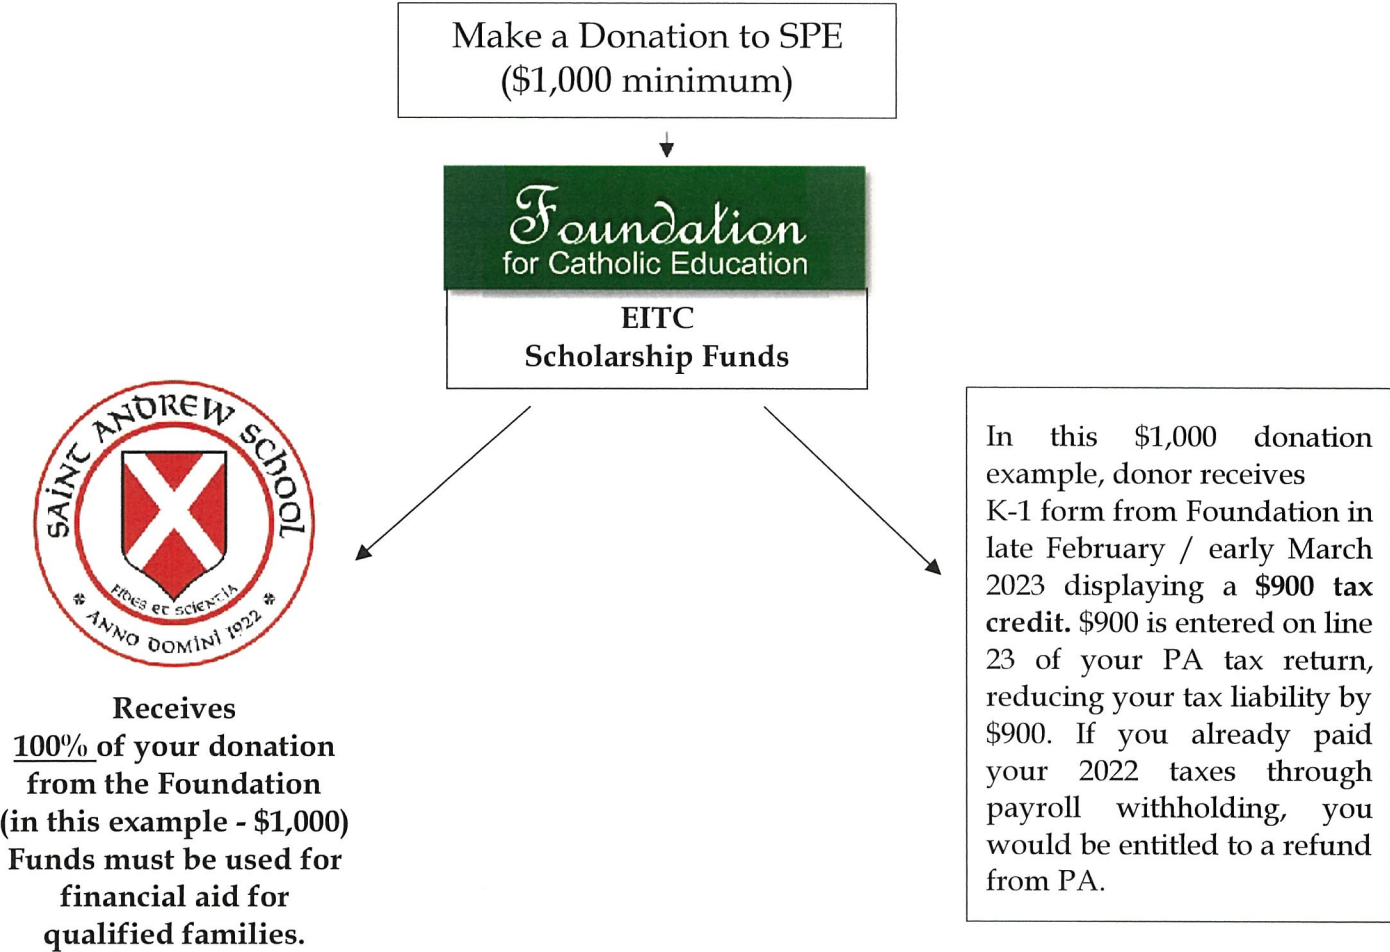 Make a Donation to SPE
($1,000 minimum)
Foundation
for Catholic Education
EITC
Scholarship Funds
SAINT ANDREW SCHOOL
FIDES ET SCIENTIA
ANNO DOMINI 1922
Receives
100% of your donation
from the Foundation
(in this example - $1,000)
Funds must be used for
financial aid for
qualified families.
In this $1,000 donation
example, donor receives
K-1 form from Foundation in
late February / early March
2023 displaying a $900 tax
credit. $900 is entered on line
23 of your PA tax return,
reducing your tax liability by
$900. If you already paid
your 2022 taxes through
payroll withholding, you
would be entitled to a refund
from PA.